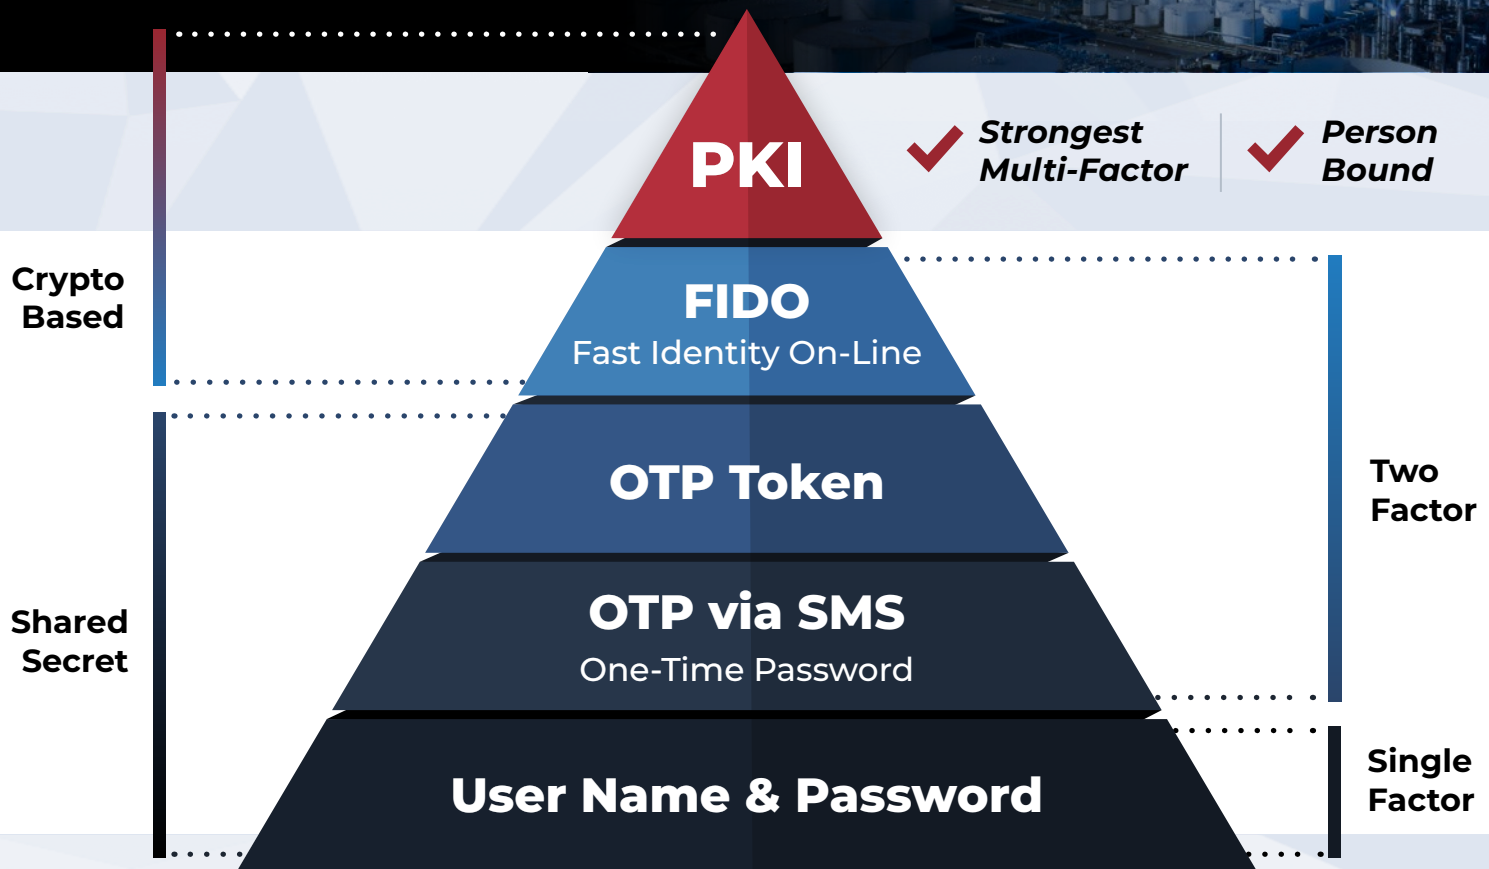 PKI
Strongest
Multi-Factor
Person
Bound
Crypto
Based
FIDO
Fast Identity On-Line
OTP Token
Two
Factor
Shared
Secret
OTP via SMS
One-Time Password
User Name & Password
Single
Factor